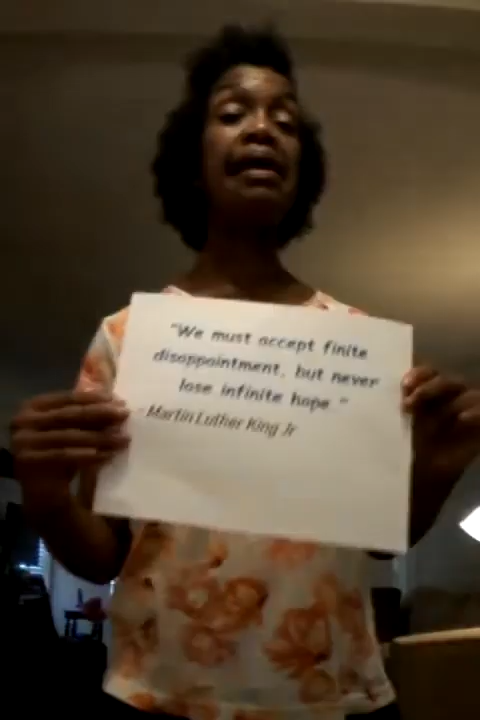 "We must accept finite
disappointment, but never
lose infinite hope."
- Martin Luther King Jr